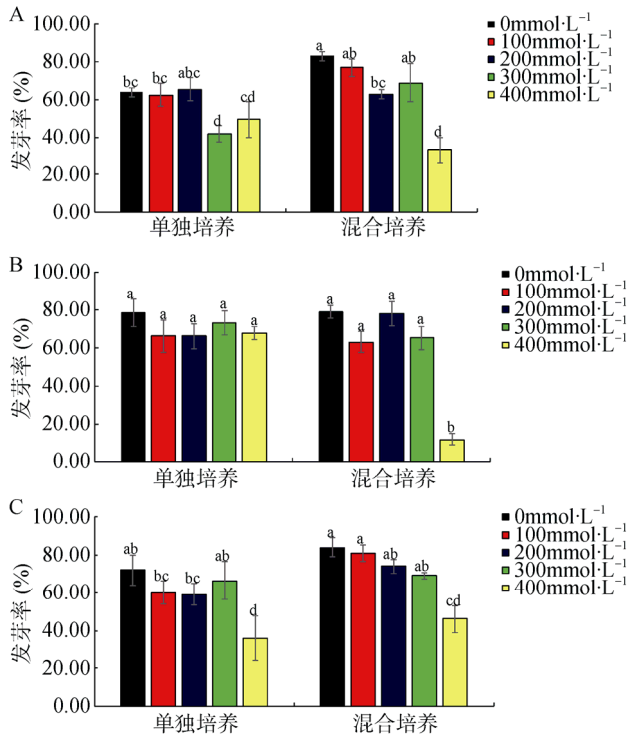 A
100.00
80.00
60.00
40.00
20.00
0.00
发芽率 (%)
bc bc abc d cd
a ab bc ab d
单独培养 混合培养
0mmol·L⁻¹
100mmol·L⁻¹
200mmol·L⁻¹
300mmol·L⁻¹
400mmol·L⁻¹
B
100.00
80.00
60.00
40.00
20.00
0.00
发芽率 (%)
a a a a a
a a a a b
单独培养 混合培养
0mmol·L⁻¹
100mmol·L⁻¹
200mmol·L⁻¹
300mmol·L⁻¹
400mmol·L⁻¹
C
100.00
80.00
60.00
40.00
20.00
0.00
发芽率 (%)
ab bc bc ab d
a a ab ab cd
单独培养 混合培养
0mmol·L⁻¹
100mmol·L⁻¹
200mmol·L⁻¹
300mmol·L⁻¹
400mmol·L⁻¹